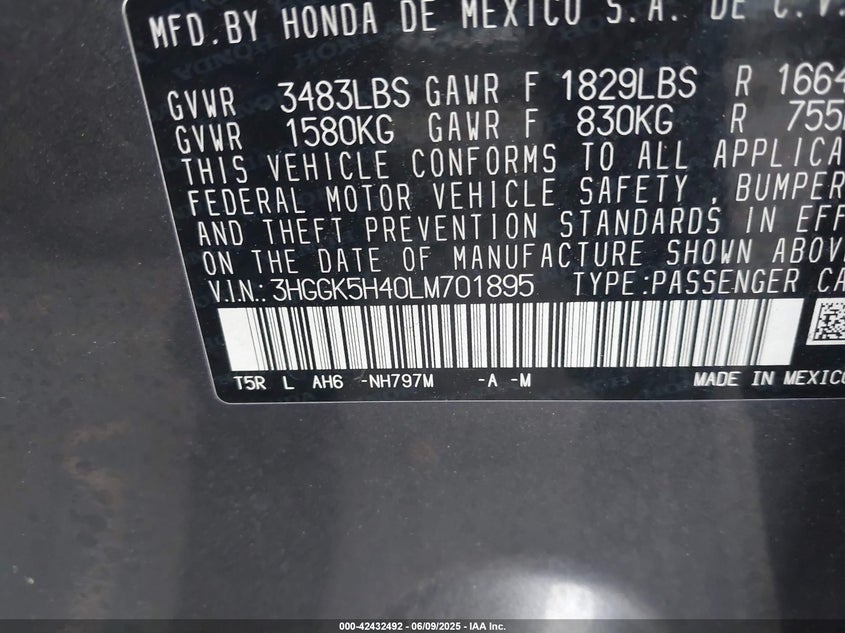 MFD.BY HONDA DE MEXICO S.A. DE C.V.
GVWR 3483LBS GAWR F 1829LBS R 1664
GVWR 1580KG GAWR F 830KG R 755
THIS VEHICLE CONFORMS TO ALL APPLICA
FEDERAL MOTOR VEHICLE SAFETY , BUMPER
AND THEFT PREVENTION STANDARDS IN EFF
ON THE DATE OF MANUFACTURE SHOWN ABOV
V.I.N.: 3HGGK5H40LM701895 TYPE:PASSENGER CA
T5R L AH6 -NH797M -A -M MADE IN MEXICO
000-42432492 - 06/09/2025 - IAA Inc.